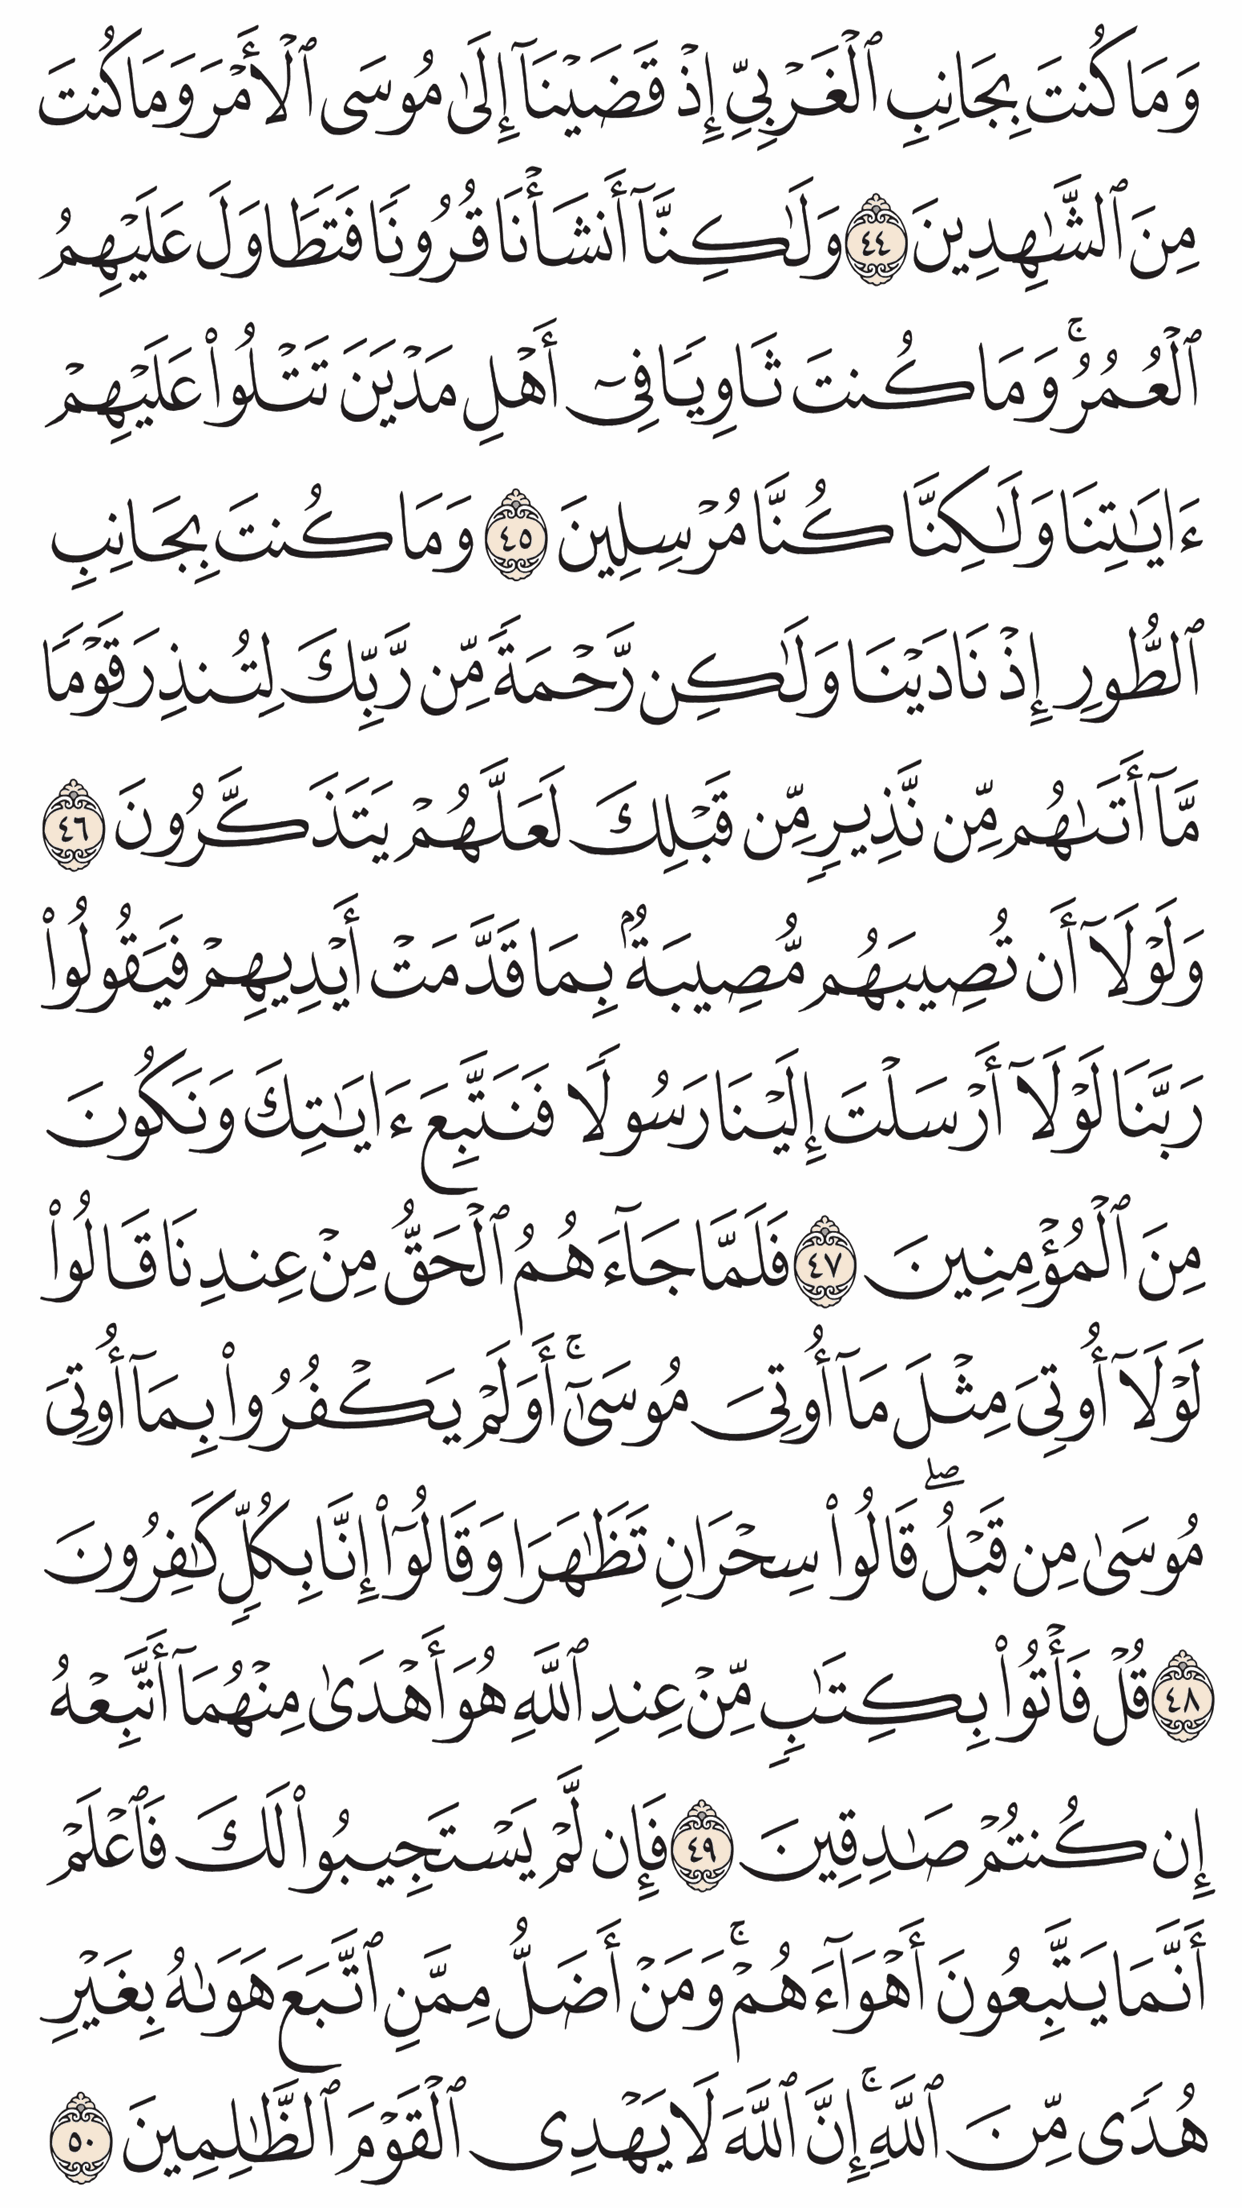 وَمَا كُنتَ بِجَانِبِ ٱلۡغَرۡبِيِّ إِذۡ قَضَيۡنَآ إِلَىٰ مُوسَى ٱلۡأَمۡرَ وَمَا كُنتَ
مِنَ ٱلشَّٰهِدِينَ ٤٤ وَلَٰكِنَّآ أَنشَأۡنَا قُرُونٗا فَتَطَاوَلَ عَلَيۡهِمُ
ٱلۡعُمُرُۚ وَمَا كُنتَ ثَاوِيٗا فِيٓ أَهۡلِ مَدۡيَنَ تَتۡلُواْ عَلَيۡهِمۡ
ءَايَٰتِنَا وَلَٰكِنَّا كُنَّا مُرۡسِلِينَ ٤٥ وَمَا كُنتَ بِجَانِبِ
ٱلطُّورِ إِذۡ نَادَيۡنَا وَلَٰكِن رَّحۡمَةٗ مِّن رَّبِّكَ لِتُنذِرَ قَوۡمٗا
مَّآ أَتَىٰهُم مِّن نَّذِيرٖ مِّن قَبۡلِكَ لَعَلَّهُمۡ يَتَذَكَّرُونَ ٤٦
وَلَوۡلَآ أَن تُصِيبَهُم مُّصِيبَةُۢ بِمَا قَدَّمَتۡ أَيۡدِيهِمۡ فَيَقُولُواْ
رَبَّنَا لَوۡلَآ أَرۡسَلۡتَ إِلَيۡنَا رَسُولٗا فَنَتَّبِعَ ءَايَٰتِكَ وَنَكُونَ
مِنَ ٱلۡمُؤۡمِنِينَ ٤٧ فَلَمَّا جَآءَهُمُ ٱلۡحَقُّ مِنۡ عِندِنَا قَالُواْ
لَوۡلَآ أُوتِيَ مِثۡلَ مَآ أُوتِيَ مُوسَىٰٓۚ أَوَلَمۡ يَكۡفُرُواْ بِمَآ أُوتِيَ
مُوسَىٰ مِن قَبۡلُۖ قَالُواْ سِحۡرَانِ تَظَٰهَرَا وَقَالُوٓاْ إِنَّا بِكُلّٖ كَٰفِرُونَ
٤٨ قُلۡ فَأۡتُواْ بِكِتَٰبٖ مِّنۡ عِندِ ٱللَّهِ هُوَ أَهۡدَىٰ مِنۡهُمَآ أَتَّبِعۡهُ
إِن كُنتُمۡ صَٰدِقِينَ ٤٩ فَإِن لَّمۡ يَسۡتَجِيبُواْ لَكَ فَٱعۡلَمۡ
أَنَّمَا يَتَّبِعُونَ أَهۡوَآءَهُمۡۚ وَمَنۡ أَضَلُّ مِمَّنِ ٱتَّبَعَ هَوَىٰهُ بِغَيۡرِ
هُدٗى مِّنَ ٱللَّهِۚ إِنَّ ٱللَّهَ لَا يَهۡدِي ٱلۡقَوۡمَ ٱلظَّٰلِمِينَ ٥٠